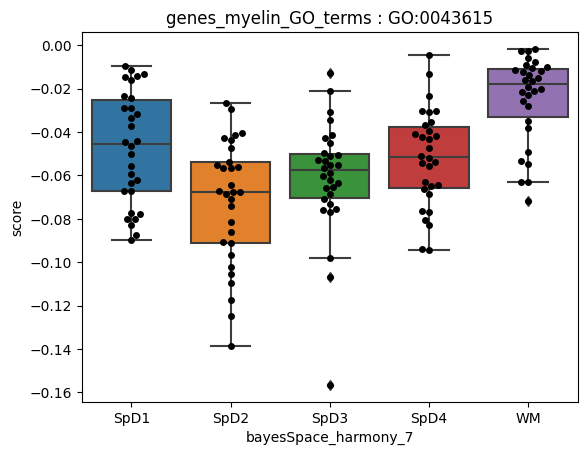 genes_myelin_GO_terms : GO:0043615
0.00
−0.02
−0.04
−0.06
−0.08
−0.10
−0.12
−0.14
−0.16
score
SpD1 SpD2 SpD3 SpD4 WM
bayesSpace_harmony_7